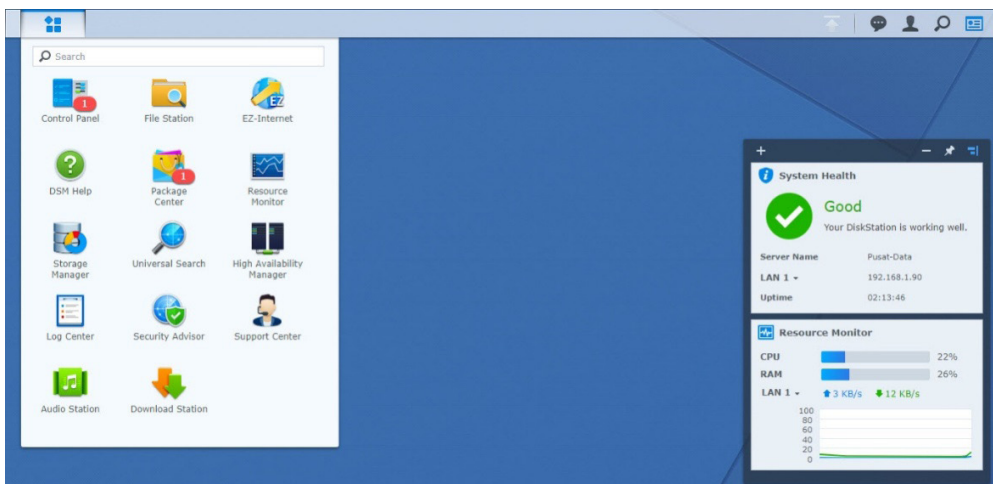 Search
1
Control Panel
File Station
EZ
EZ-Internet
?
DSM Help
1
Package
Center
Resource
Monitor
Storage
Manager
Universal Search
High Availability
Manager
Log Center
Security Advisor
Support Center
Audio Station
Download Station
+
i System Health
Good
Your DiskStation is working well.
Server Name Pusat-Data
LAN 1 192.168.1.90
Uptime 02:13:46
Resource Monitor
CPU 22%
RAM 26%
LAN 1 3 KB/s 12 KB/s
100
80
60
40
20
0